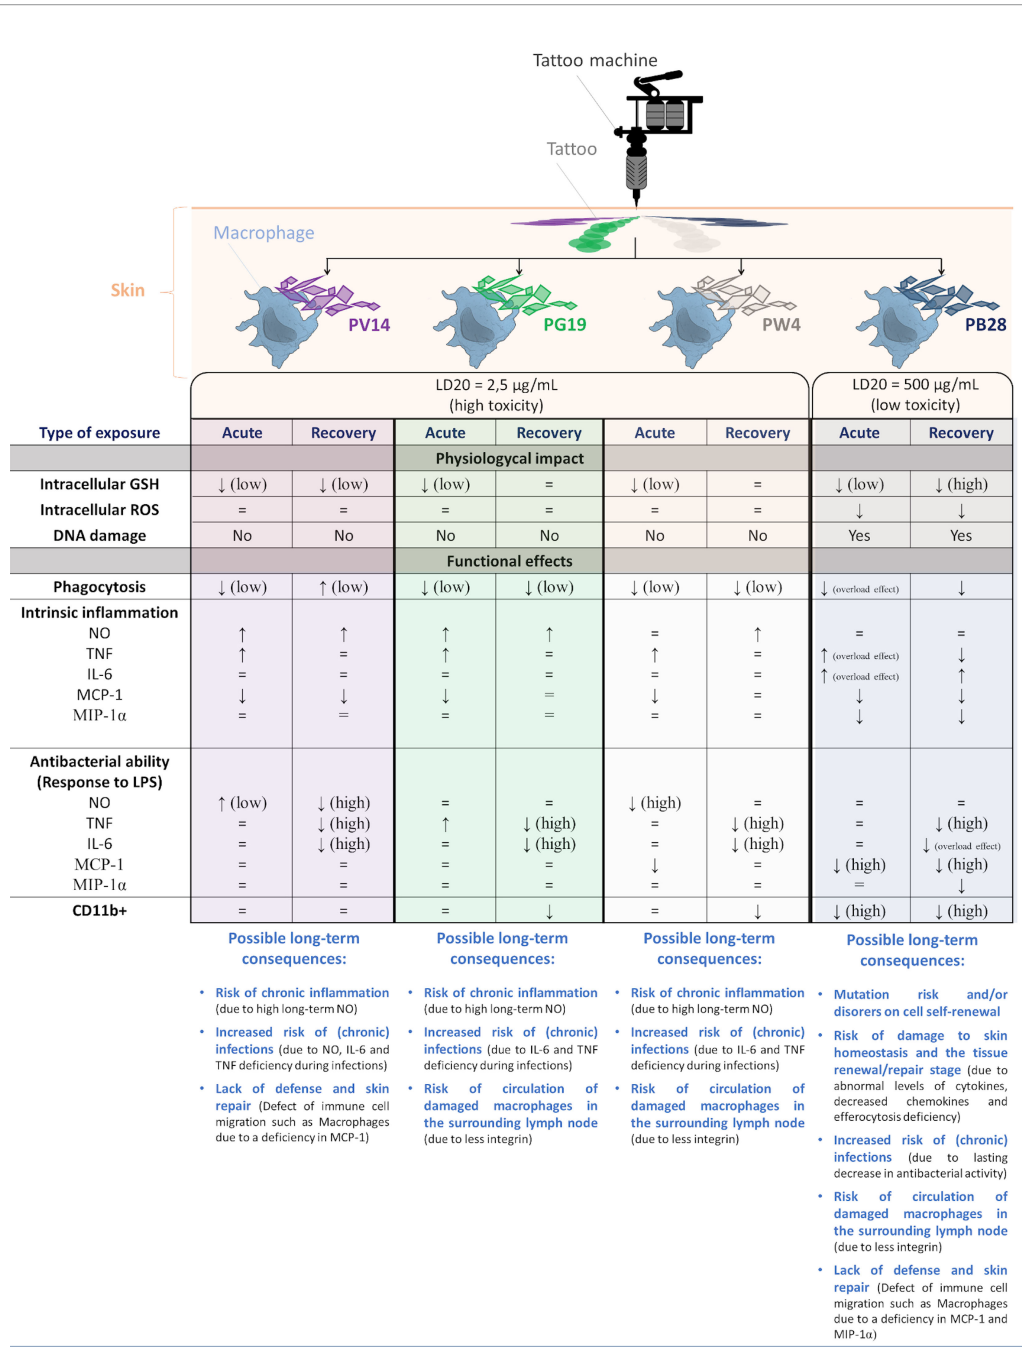 Tattoo machine
Tattoo
Macrophage
Skin
PV14 PG19 PW4 PB28
LD20 = 2,5 µg/mL
(high toxicity)
LD20 = 500 µg/mL
(low toxicity)
Type of exposure Acute Recovery Acute Recovery Acute Recovery Acute Recovery
Physiologycal impact
Intracellular GSH ↓ (low) ↓ (low) ↓ (low) = ↓ (low) = ↓ (low) ↓ (high)
Intracellular ROS = = = = = = ↓ ↓
DNA damage No No No No No No Yes Yes
Functional effects
Phagocytosis ↓ (low) ↑ (low) ↓ (low) ↓ (low) ↓ (low) ↓ (low) ↓ (overload effect) ↓
Intrinsic inflammation
NO ↑ ↑ ↑ ↑ = ↑ = =
TNF ↑ = ↑ = ↑ = ↑ (overload effect) ↓
IL-6 = = = = = = ↑ (overload effect) ↑
MCP-1 ↓ ↓ ↓ = ↓ = ↓ ↓
MIP-1α = = = = = = ↓ ↓
Antibacterial ability
(Response to LPS)
NO ↑ (low) ↓ (high) = = ↓ (high) = = =
TNF = ↓ (high) ↑ ↓ (high) = ↓ (high) = ↓ (high)
IL-6 = ↓ (high) = ↓ (high) = ↓ (high) = ↓ (overload effect)
MCP-1 = = = = ↓ = ↓ (high) ↓ (high)
MIP-1α = = = = = = = ↓
CD11b+ = = = ↓ = ↓ ↓ (high) ↓ (high)
Possible long-term
consequences:
• Risk of chronic inflammation
(due to high long-term NO)
• Increased risk of (chronic)
infections (due to NO, IL-6 and
TNF deficiency during infections)
• Lack of defense and skin
repair (Defect of immune cell
migration such as Macrophages
due to a deficiency in MCP-1)
Possible long-term
consequences:
• Risk of chronic inflammation
(due to high long-term NO)
• Increased risk of (chronic)
infections (due to IL-6 and TNF
deficiency during infections)
• Risk of circulation of
damaged macrophages in
the surrounding lymph node
(due to less integrin)
Possible long-term
consequences:
• Risk of chronic inflammation
(due to high long-term NO)
• Increased risk of (chronic)
infections (due to IL-6 and TNF
deficiency during infections)
• Risk of circulation of
damaged macrophages in
the surrounding lymph node
(due to less integrin)
Possible long-term
consequences:
• Mutation risk and/or
disorers on cell self-renewal
• Risk of damage to skin
homeostasis and the tissue
renewal/repair stage (due to
abnormal levels of cytokines,
decreased chemokines and
efferocytosis deficiency)
• Increased risk of (chronic)
infections (due to lasting
decrease in antibacterial activity)
• Risk of circulation of
damaged macrophages in
the surrounding lymph node
(due to less integrin)
• Lack of defense and skin
repair (Defect of immune cell
migration such as Macrophages
due to a deficiency in MCP-1 and
MIP-1α)